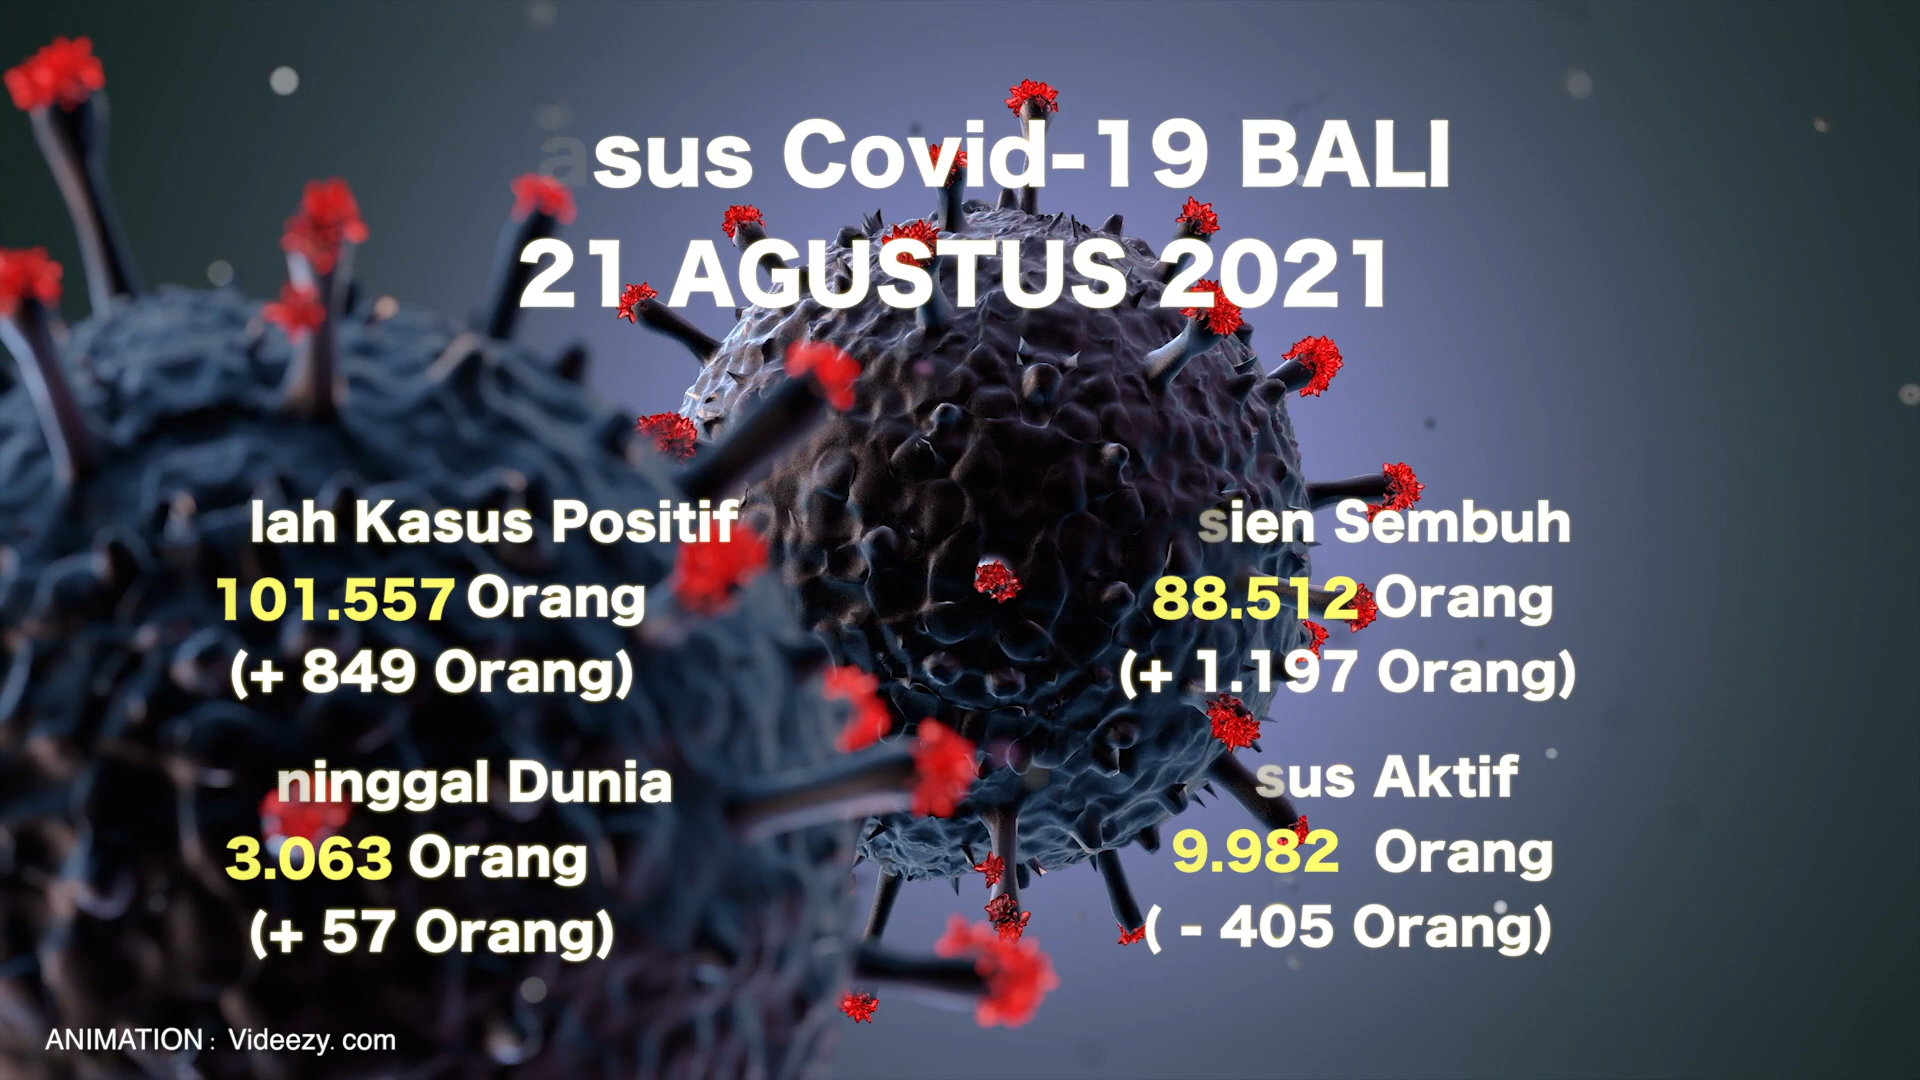 asus Covid-19 BALI
21 AGUSTUS 2021
lah Kasus Positif
101.557 Orang
(+ 849 Orang)
sien Sembuh
88.512 Orang
(+ 1.197 Orang)
ninggal Dunia
3.063 Orang
(+ 57 Orang)
sus Aktif
9.982 Orang
( - 405 Orang)
ANIMATION : Videezy. com